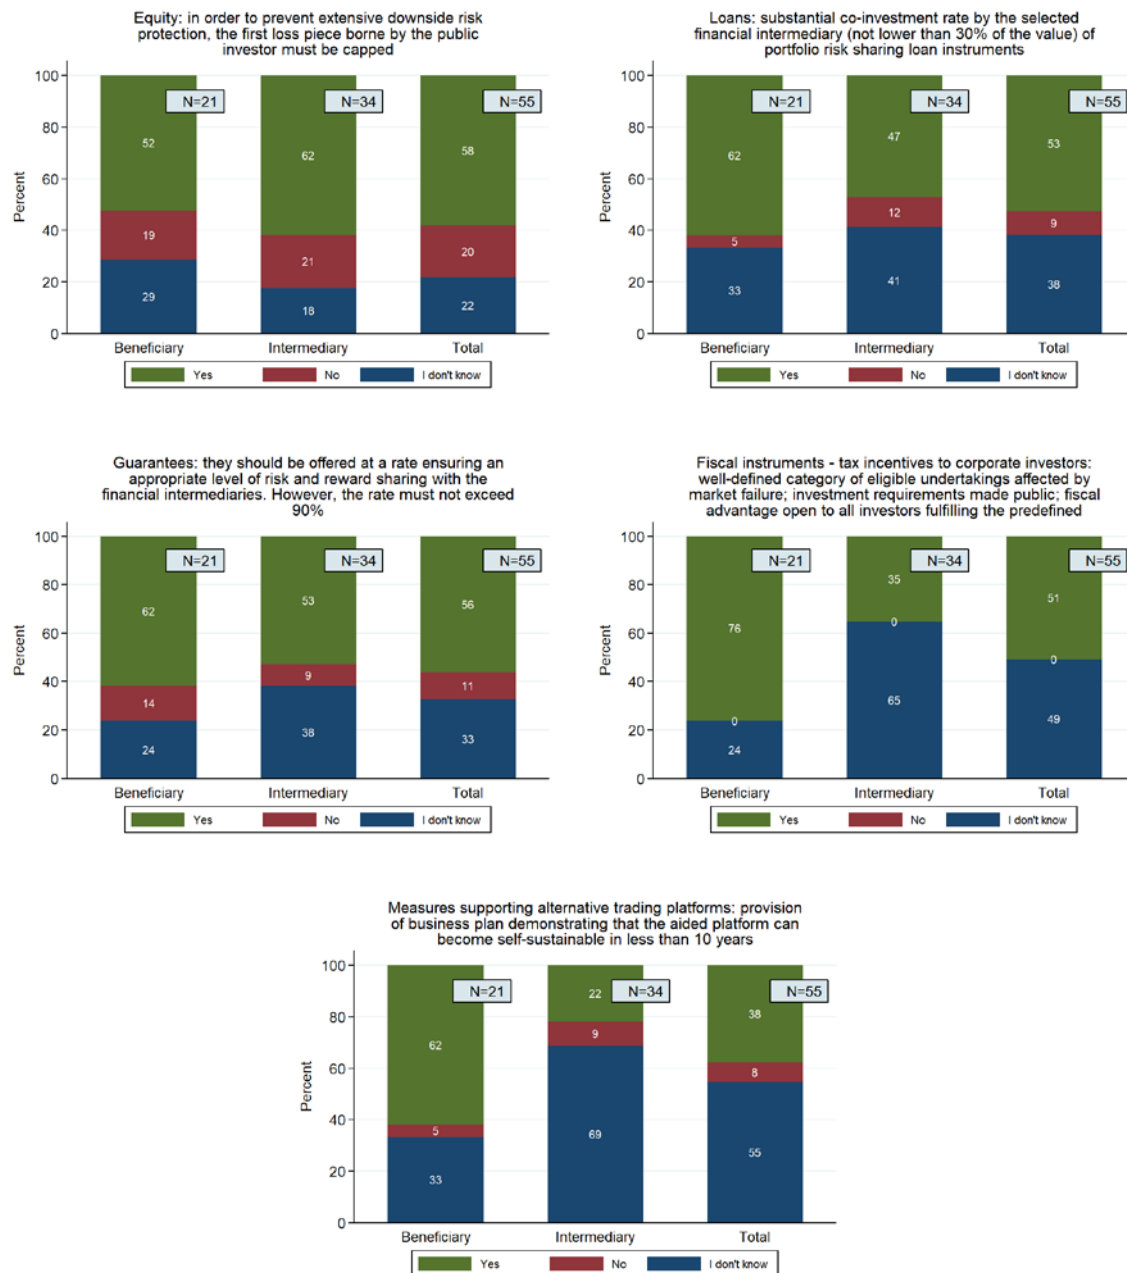 Equity: in order to prevent extensive downside risk
protection, the first loss piece borne by the public
investor must be capped
100
80
60
40
20
0
Percent
N=21
N=34
N=55
52
62
58
19
21
20
29
18
22
Beneficiary
Intermediary
Total
Yes
No
I don't know
Loans: substantial co-investment rate by the selected
financial intermediary (not lower than 30% of the value) of
portfolio risk sharing loan instruments
100
80
60
40
20
0
Percent
N=21
N=34
N=55
62
47
53
5
12
9
33
41
38
Beneficiary
Intermediary
Total
Yes
No
I don't know
Guarantees: they should be offered at a rate ensuring an
appropriate level of risk and reward sharing with the
financial intermediaries. However, the rate must not exceed
90%
100
80
60
40
20
0
Percent
N=21
N=34
N=55
62
53
56
14
9
11
24
38
33
Beneficiary
Intermediary
Total
Yes
No
I don't know
Fiscal instruments - tax incentives to corporate investors:
well-defined category of eligible undertakings affected by
market failure; investment requirements made public; fiscal
advantage open to all investors fulfilling the predefined
100
80
60
40
20
0
Percent
N=21
N=34
N=55
76
35
51
0
0
0
24
65
49
Beneficiary
Intermediary
Total
Yes
No
I don't know
Measures supporting alternative trading platforms: provision
of business plan demonstrating that the aided platform can
become self-sustainable in less than 10 years
100
80
60
40
20
0
Percent
N=21
N=34
N=55
62
22
38
5
9
8
33
69
55
Beneficiary
Intermediary
Total
Yes
No
I don't know